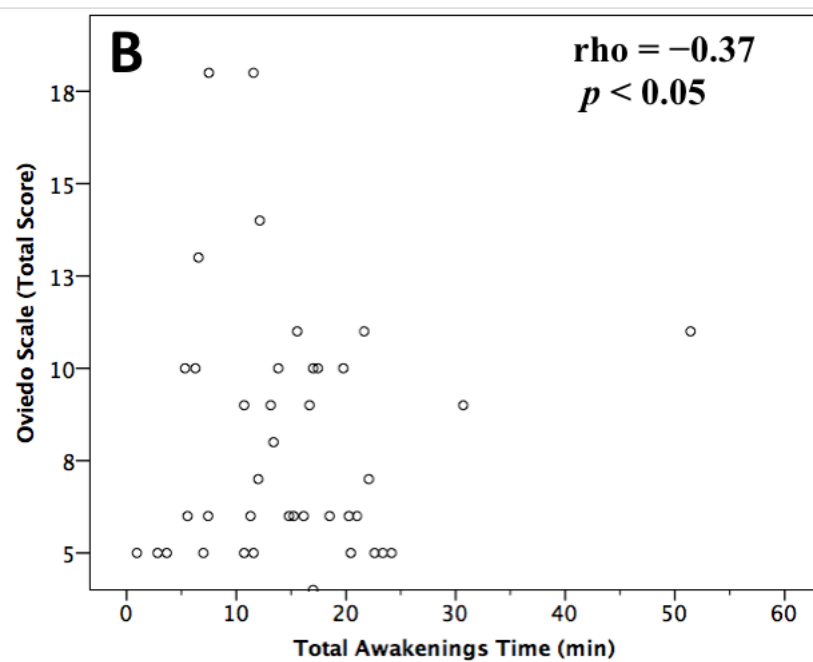 B
rho = −0.37
p < 0.05
Oviedo Scale (Total Score)
18
15
13
10
8
5
0 10 20 30 40 50 60
Total Awakenings Time (min)